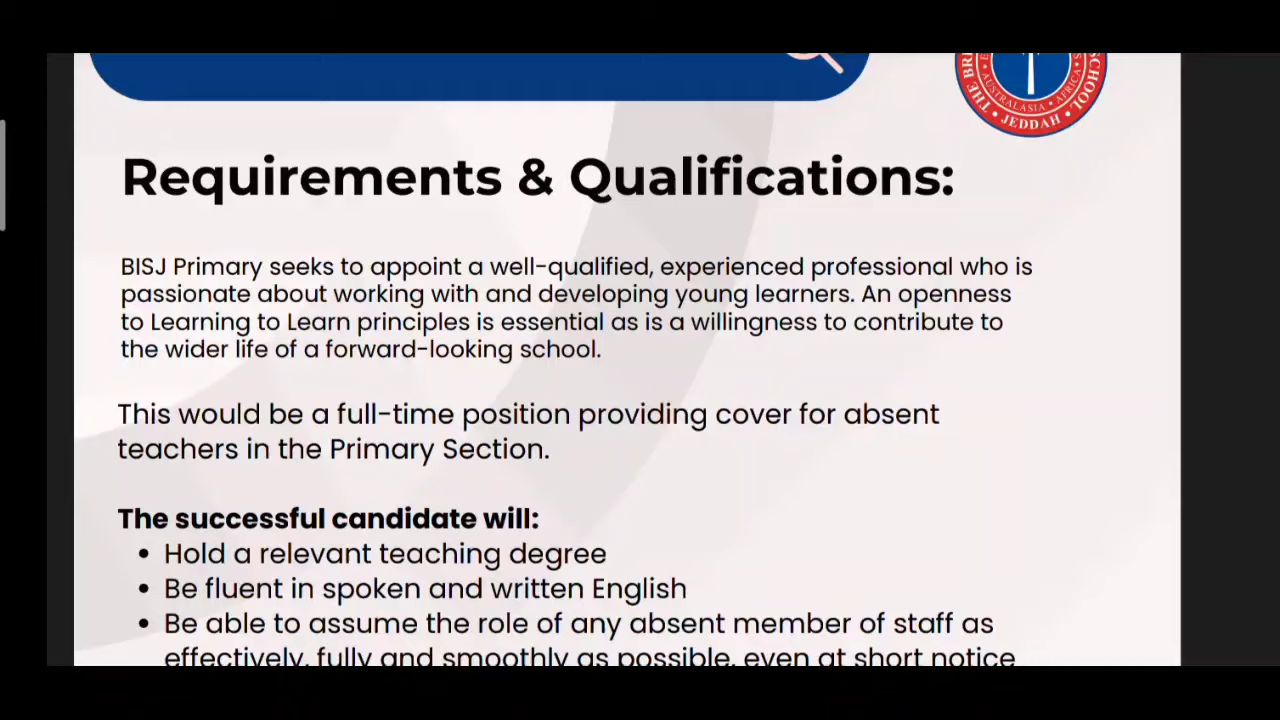 THE BRI
SCHOOL
• AUSTRALASIA • AFRICA •
• JEDDAH •
Requirements & Qualifications:
BISJ Primary seeks to appoint a well-qualified, experienced professional who is
passionate about working with and developing young learners. An openness
to Learning to Learn principles is essential as is a willingness to contribute to
the wider life of a forward-looking school.
This would be a full-time position providing cover for absent
teachers in the Primary Section.
The successful candidate will:
• Hold a relevant teaching degree
• Be fluent in spoken and written English
• Be able to assume the role of any absent member of staff as
effectively, fully and smoothly as possible, even at short notice